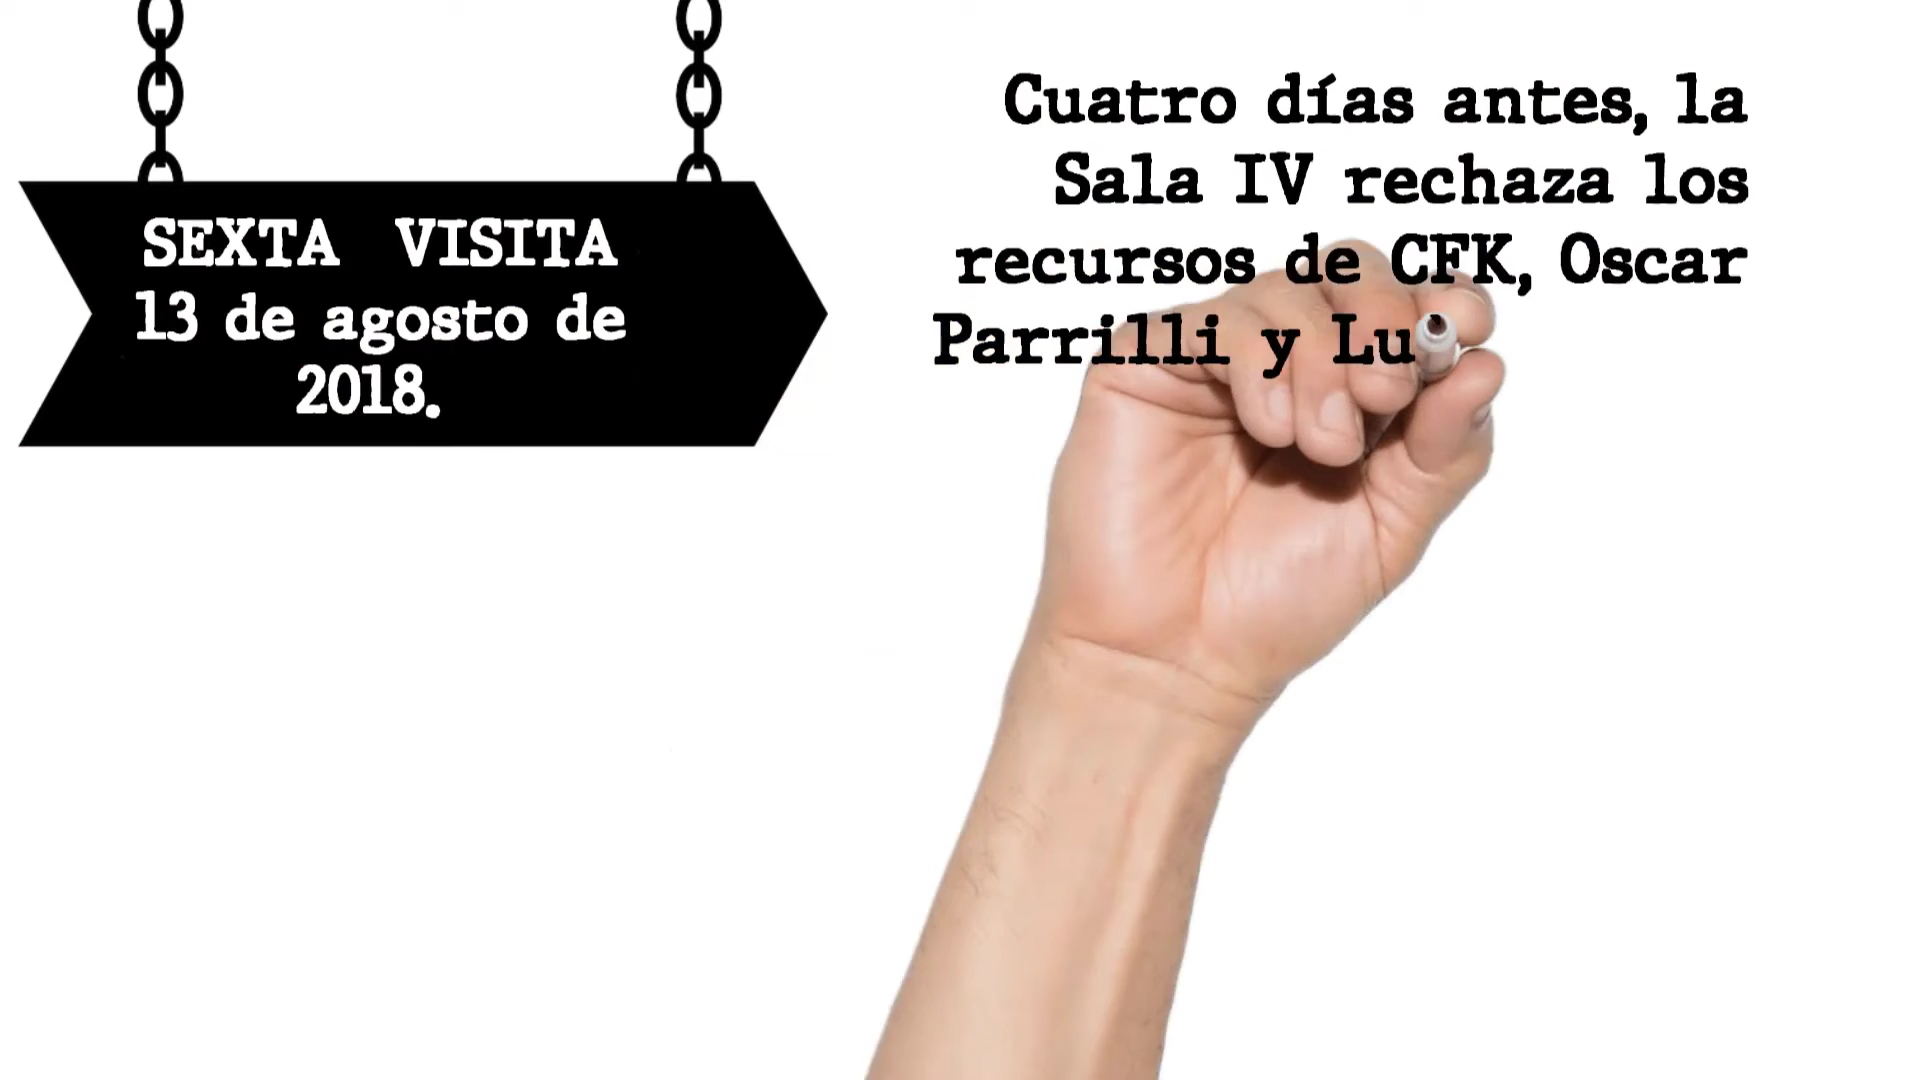 SEXTA VISITA
13 de agosto de
2018.
Cuatro días antes, la
Sala IV rechaza los
recursos de CFK, Oscar
Parrilli y Lu